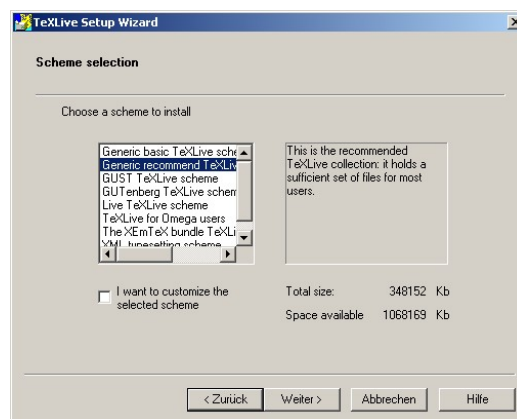 TeXLive Setup Wizard
Scheme selection
Choose a scheme to install
Generic basic TeXLive sche
Generic recommend TeXLiv
GUST TeXLive scheme
GUTenberg TeXLive schem
Live TeXLive scheme
TeXLive for Omega users
The XEmTeX bundle TeXLi
XML typesetting scheme
This is the recommended
TeXLive collection: it holds a
sufficient set of files for most
users.
I want to customize the
selected scheme
Total size: 348152 Kb
Space available 1068169 Kb
< Zurück Weiter > Abbrechen Hilfe